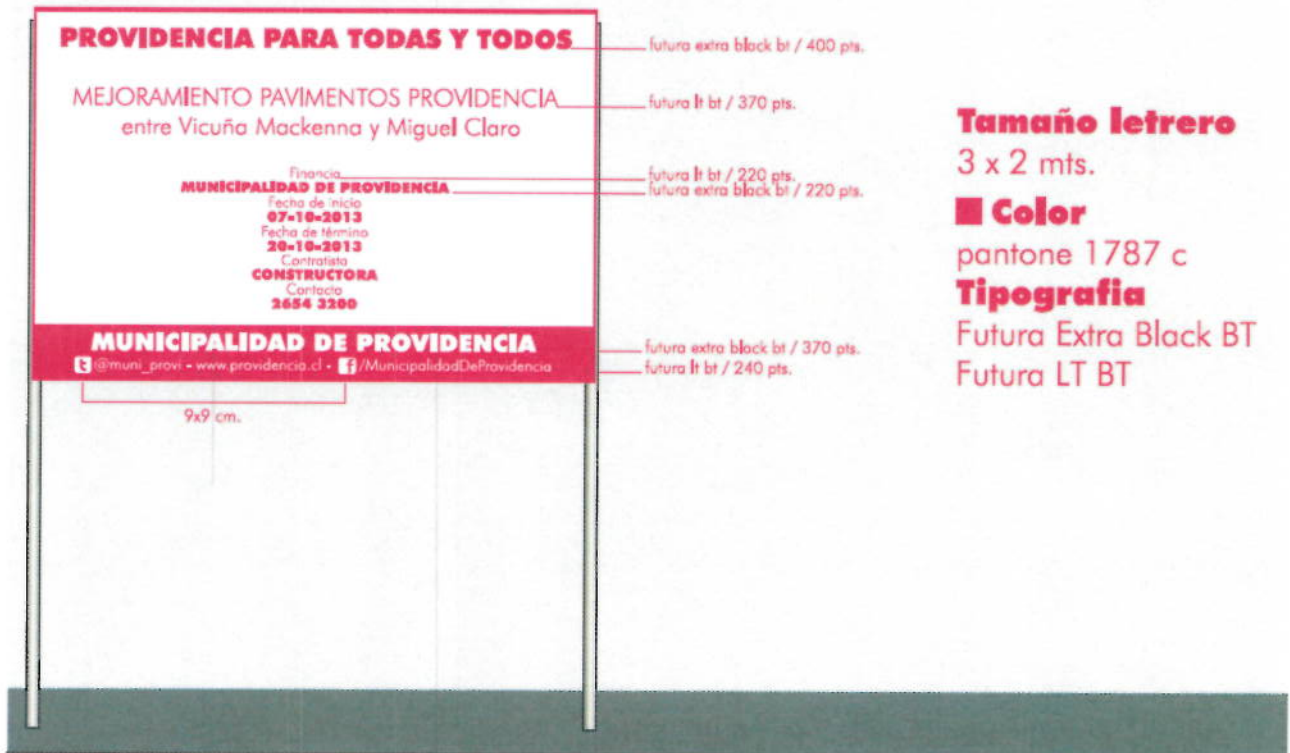 PROVIDENCIA PARA TODAS Y TODOS
futura extra black bt / 400 pts.
MEJORAMIENTO PAVIMENTOS PROVIDENCIA
futura lt bt / 370 pts.
entre Vicuña Mackenna y Miguel Claro
Financia
futura lt bt / 220 pts.
MUNICIPALIDAD DE PROVIDENCIA
futura extra black bt / 220 pts.
Fecha de inicio
07-10-2013
Fecha de término
20-10-2013
Contratista
CONSTRUCTORA
Contacto
2654 3200
MUNICIPALIDAD DE PROVIDENCIA
futura extra black bt / 370 pts.
@muni_provi - www.providencia.cl - /MunicipalidadDeProvidencia
futura lt bt / 240 pts.
9x9 cm.
Tamaño letrero
3 x 2 mts.
Color
pantone 1787 c
Tipografia
Futura Extra Black BT
Futura LT BT